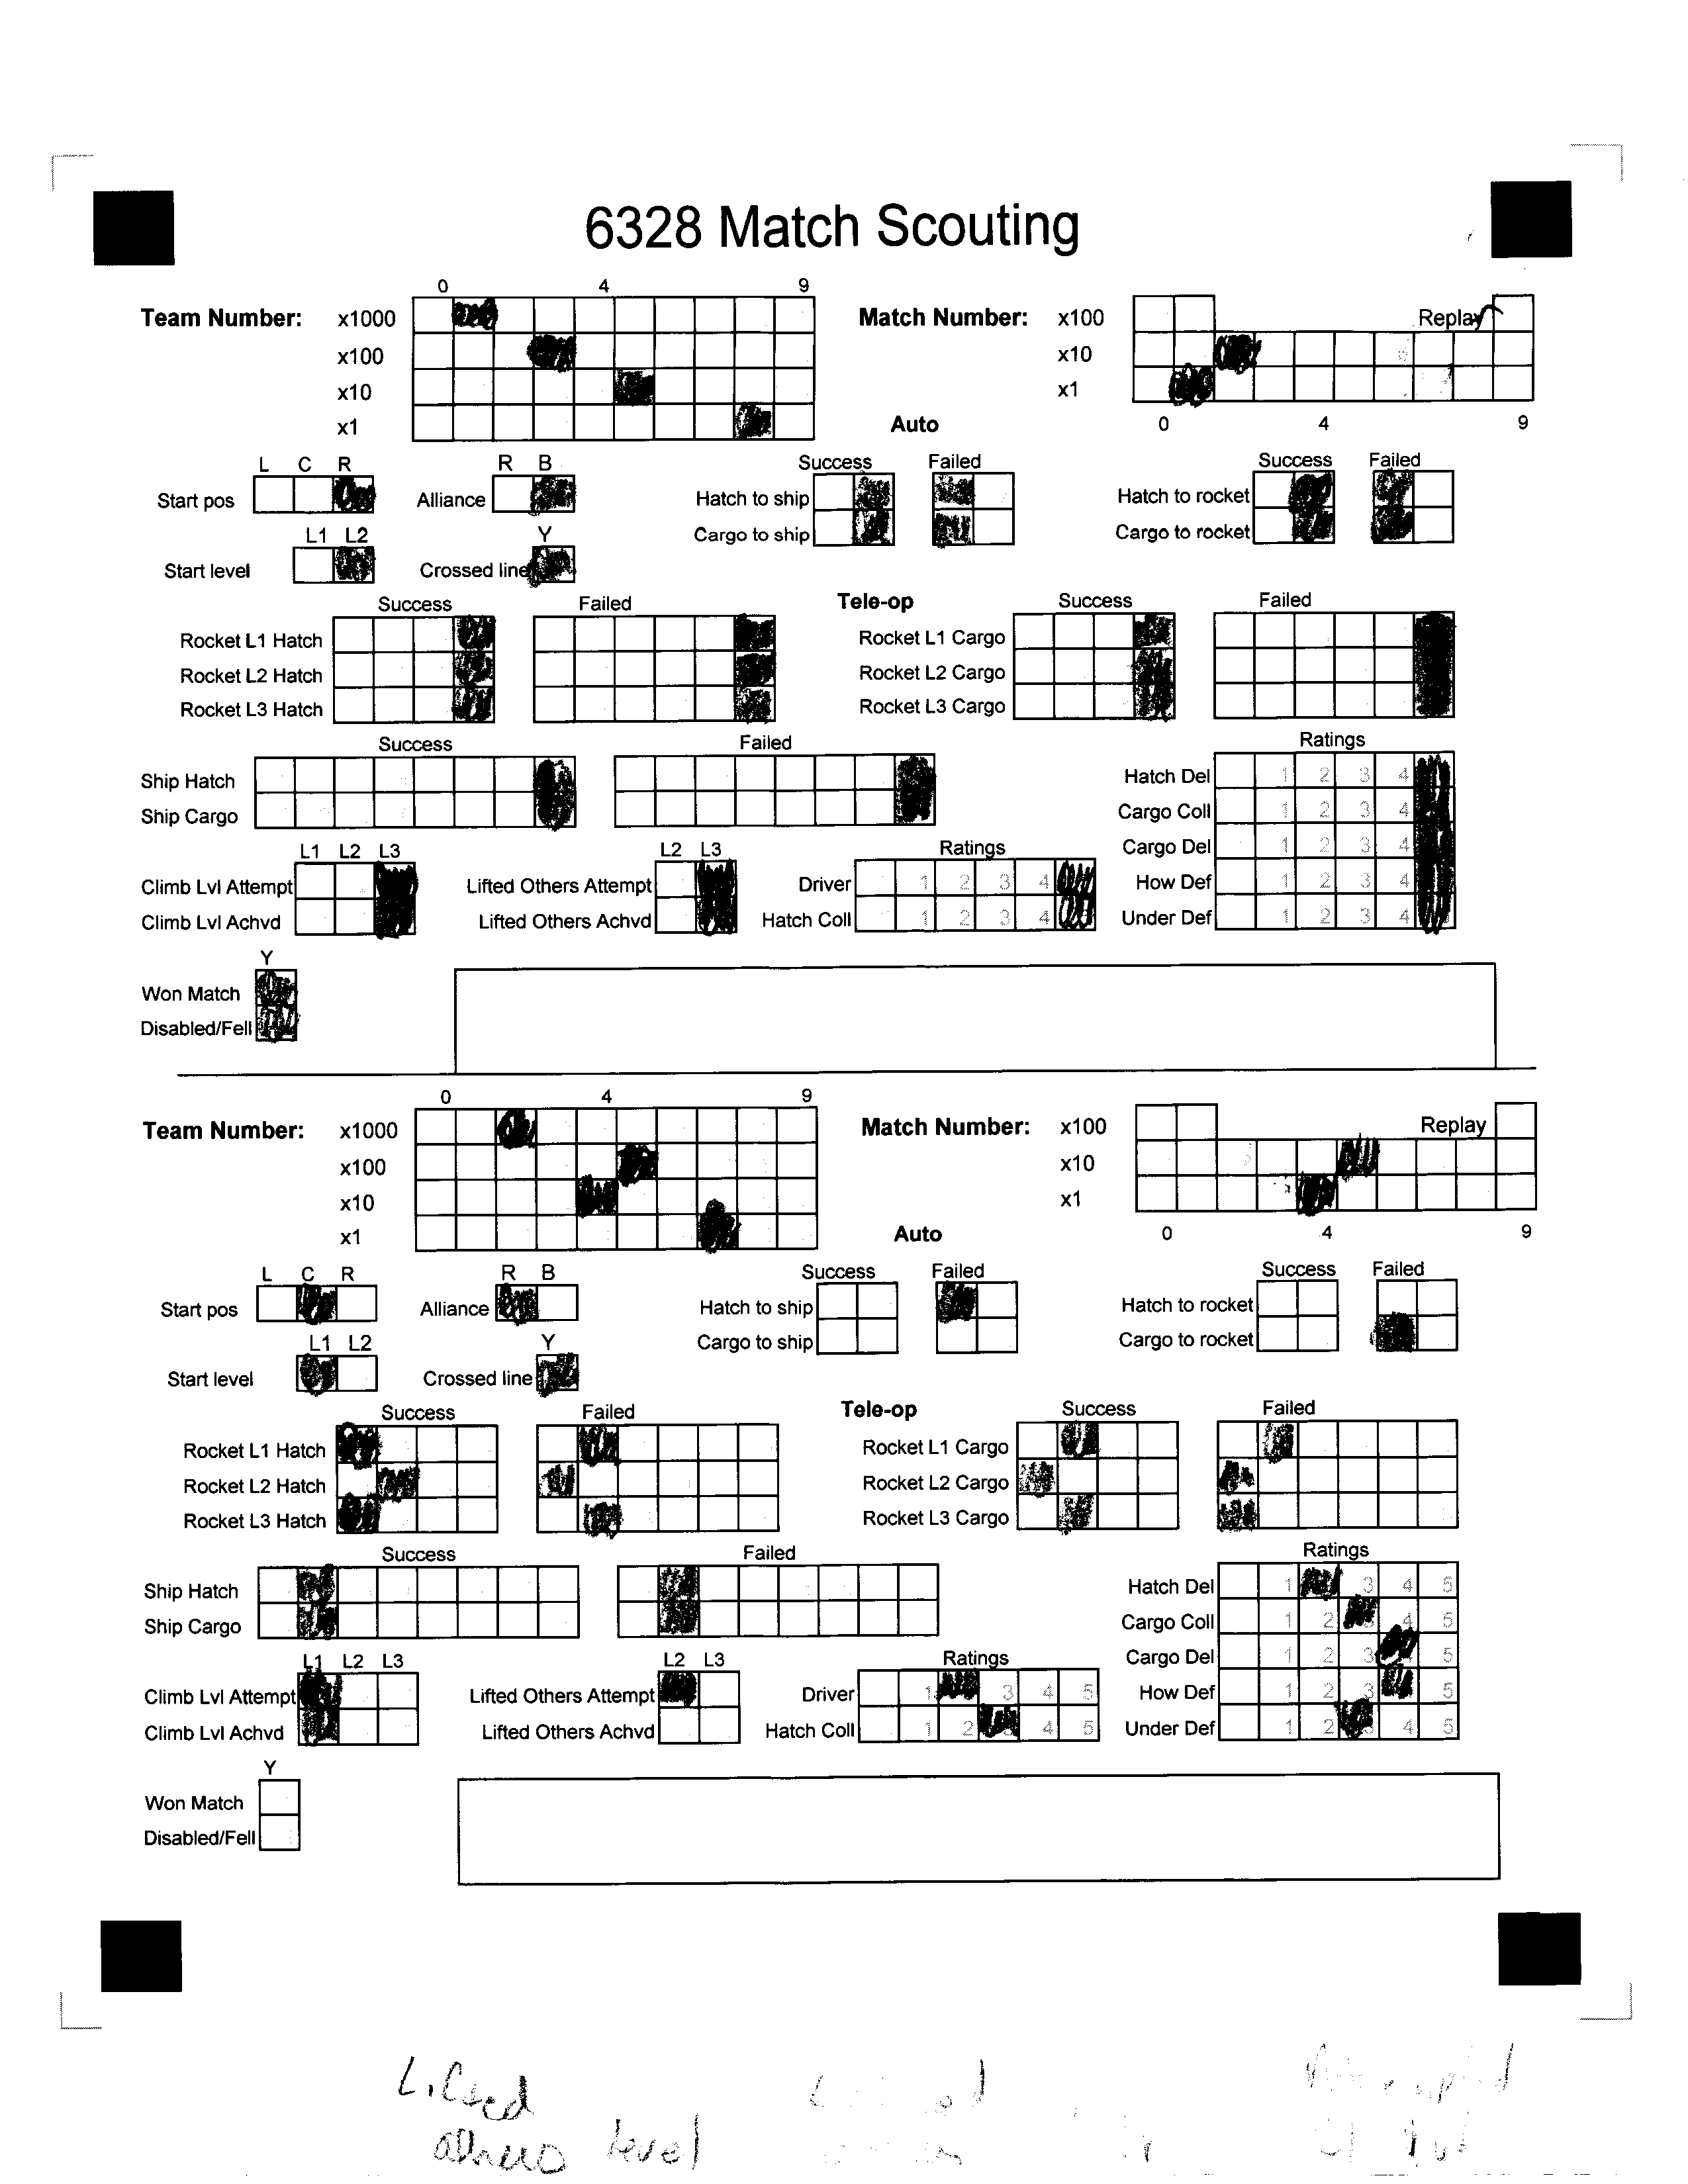 6328 Match Scouting
0 4 9
Team Number: x1000 Match Number: x100 Replay
x100 x10
x10 x1
x1 Auto 0 4 9
L C R R B Success Failed Success Failed
Start pos Alliance Hatch to ship Hatch to rocket
Cargo to ship Cargo to rocket
L1 L2 Y
Start level Crossed line
Success Failed Tele-op Success Failed
Rocket L1 Hatch Rocket L1 Cargo
Rocket L2 Hatch Rocket L2 Cargo
Rocket L3 Hatch Rocket L3 Cargo
Success Failed Ratings
Ship Hatch Hatch Del 1 2 3 4
Ship Cargo Cargo Coll 1 2 3 4
L1 L2 L3 L2 L3 Ratings Cargo Del 1 2 3 4
Climb Lvl Attempt Lifted Others Attempt Driver 1 2 3 4 How Def 1 2 3 4
Climb Lvl Achvd Lifted Others Achvd Hatch Coll 1 2 3 4 Under Def 1 2 3 4
Y
Won Match
Disabled/Fell
0 4 9
Team Number: x1000 Match Number: x100 Replay
x100 x10
x10 x1
x1 Auto 0 4 9
L C R R B Success Failed Success Failed
Start pos Alliance Hatch to ship Hatch to rocket
Cargo to ship Cargo to rocket
L1 L2 Y
Start level Crossed line
Success Failed Tele-op Success Failed
Rocket L1 Hatch Rocket L1 Cargo
Rocket L2 Hatch Rocket L2 Cargo
Rocket L3 Hatch Rocket L3 Cargo
Success Failed Ratings
Ship Hatch Hatch Del 1 3 4 5
Ship Cargo Cargo Coll 1 2 4 5
L1 L2 L3 L2 L3 Ratings Cargo Del 1 2 3 5
Climb Lvl Attempt Lifted Others Attempt Driver 1 3 4 5 How Def 1 2 3 5
Climb Lvl Achvd Lifted Others Achvd Hatch Coll 1 2 4 5 Under Def 1 2 3 4 5
Y
Won Match
Disabled/Fell
Lifted
level